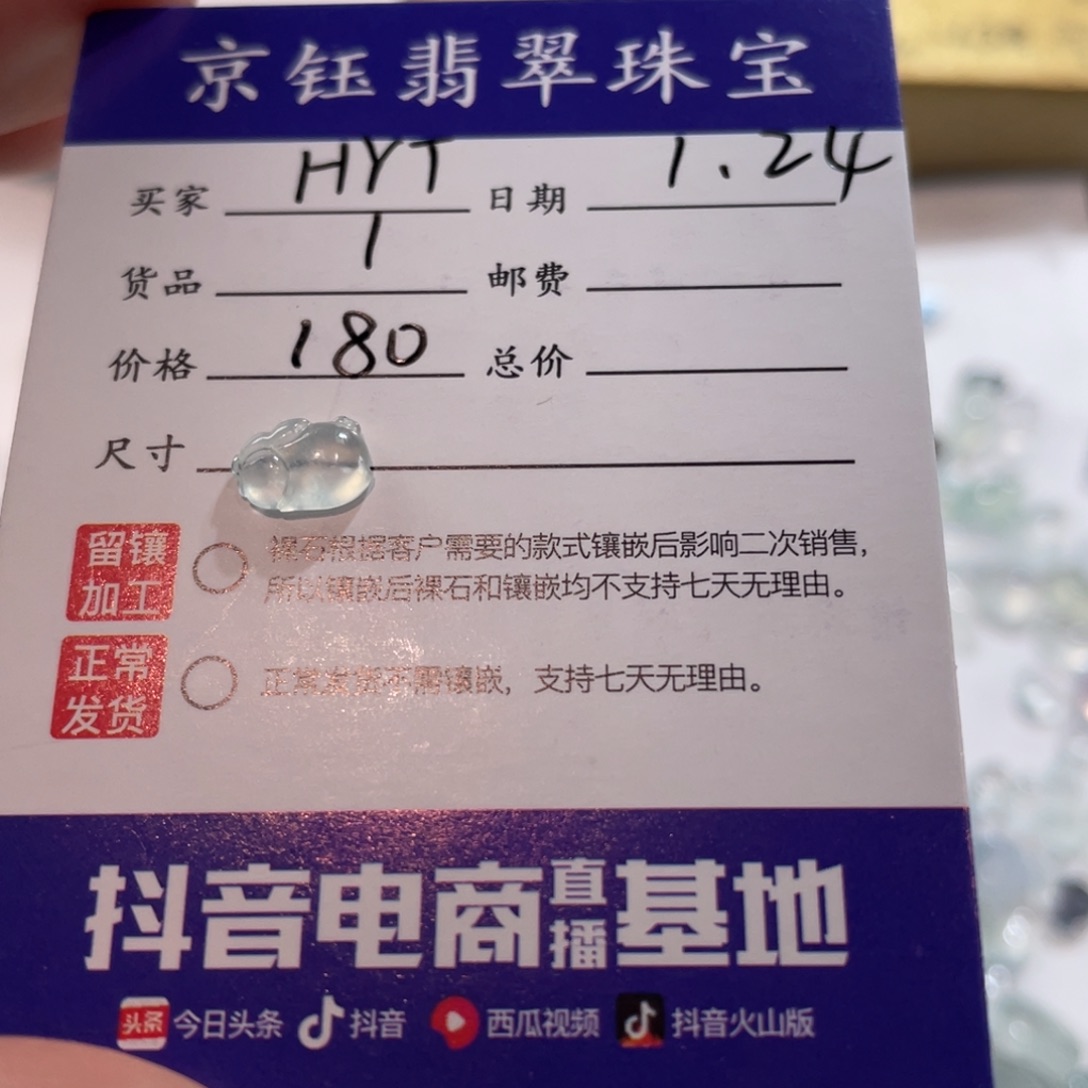 京钰翡翠珠宝
买家 HYT 日期 1.24
货品 1 邮费
价格 180 总价
尺寸
留镶加工 裸石根据客户需要的款式镶嵌后影响二次销售，
所以镶嵌后裸石和镶嵌均不支持七天无理由。
正常发货 正常发货不需镶嵌，支持七天无理由。
抖音电商直播基地
头条 今日头条 抖音 西瓜视频 抖音火山版